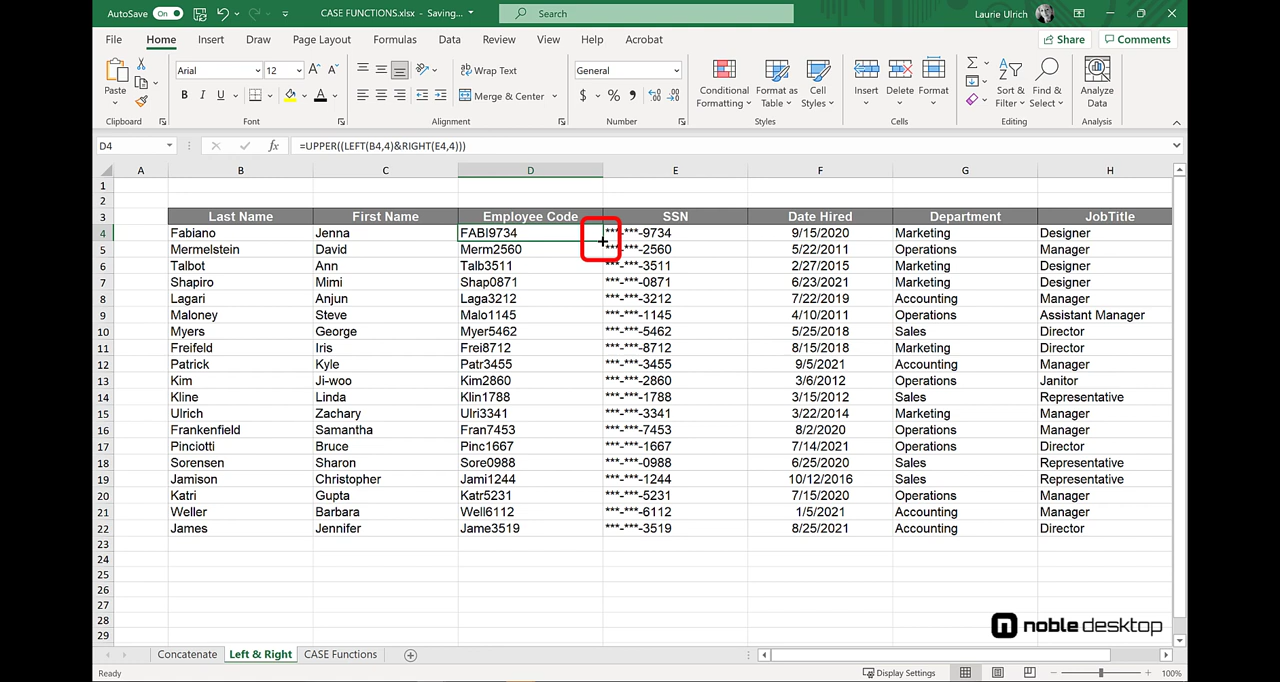 AutoSave On CASE FUNCTIONS.xlsx - Saving... Search Laurie Ulrich
File Home Insert Draw Page Layout Formulas Data Review View Help Acrobat Share Comments
Arial 12 Wrap Text General
Paste B I U Merge & Center $ % Conditional Formatting Format as Table Cell Styles Insert Delete Format Sort & Filter Find & Select Analyze Data
Clipboard Font Alignment Number Styles Cells Editing Analysis
D4 fx =UPPER((LEFT(B4,4)&RIGHT(E4,4)))
A B C D E F G H
1
2
3 Last Name First Name Employee Code SSN Date Hired Department JobTitle
4 Fabiano Jenna FABI9734 ***-***-9734 9/15/2020 Marketing Designer
5 Mermelstein David Merm2560 ***-***-2560 5/22/2011 Operations Manager
6 Talbot Ann Talb3511 ***-***-3511 2/27/2015 Marketing Designer
7 Shapiro Mimi Shap0871 ***-***-0871 6/23/2021 Marketing Designer
8 Lagari Anjun Laga3212 ***-***-3212 7/22/2019 Accounting Manager
9 Maloney Steve Malo1145 ***-***-1145 4/10/2011 Operations Assistant Manager
10 Myers George Myer5462 ***-***-5462 5/25/2018 Sales Director
11 Freifeld Iris Frei8712 ***-***-8712 8/15/2018 Marketing Director
12 Patrick Kyle Patr3455 ***-***-3455 9/5/2021 Accounting Manager
13 Kim Ji-woo Kim2860 ***-***-2860 3/6/2012 Operations Janitor
14 Kline Linda Klin1788 ***-***-1788 3/15/2012 Sales Representative
15 Ulrich Zachary Ulri3341 ***-***-3341 3/22/2014 Marketing Manager
16 Frankenfield Samantha Fran7453 ***-***-7453 8/2/2020 Operations Manager
17 Pinciotti Bruce Pinc1667 ***-***-1667 7/14/2021 Operations Director
18 Sorensen Sharon Sore0988 ***-***-0988 6/25/2020 Sales Representative
19 Jamison Christopher Jami1244 ***-***-1244 10/12/2016 Sales Representative
20 Katri Gupta Katr5231 ***-***-5231 7/15/2020 Operations Manager
21 Weller Barbara Well6112 ***-***-6112 1/5/2021 Accounting Manager
22 James Jennifer Jame3519 ***-***-3519 8/25/2021 Accounting Director
23
24
25
26
27
28
29
n noble desktop
Concatenate Left & Right CASE Functions
Ready Display Settings 100%